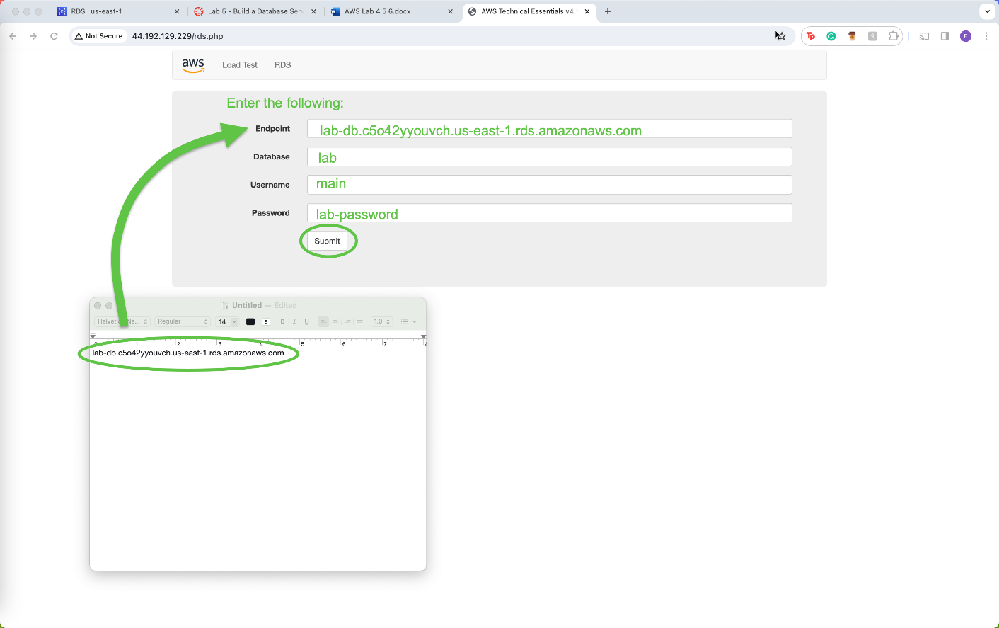 RDS | us-east-1
Lab 5 - Build a Database Serv
AWS Lab 4 5 6.docx
AWS Technical Essentials v4.
Not Secure
44.192.129.229/rds.php
Tp
F
aws
Load Test
RDS
Enter the following:
Endpoint
lab-db.c5o42yyouvch.us-east-1.rds.amazonaws.com
Database
lab
Username
main
Password
lab-password
Submit
Untitled — Edited
Helvetica Ne...
Regular
14
a
B I U
1.0
0 1 2 3 4 5 6 7 8
lab-db.c5o42yyouvch.us-east-1.rds.amazonaws.com